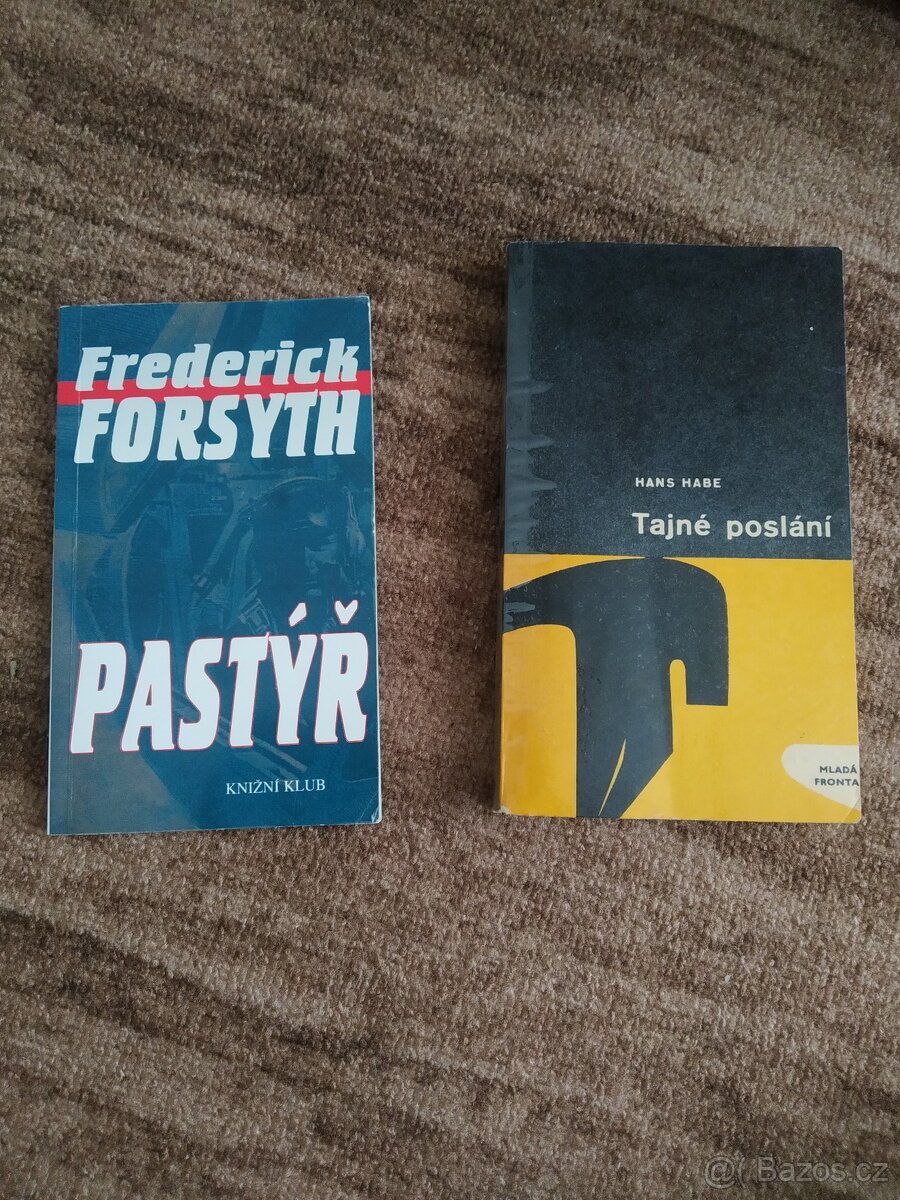 Frederick
FORSYTH
PASTÝŘ
KNIŽNÍ KLUB
HANS HABE
Tajné poslání
MLADÁ
FRONTA
@( Bazos.cz